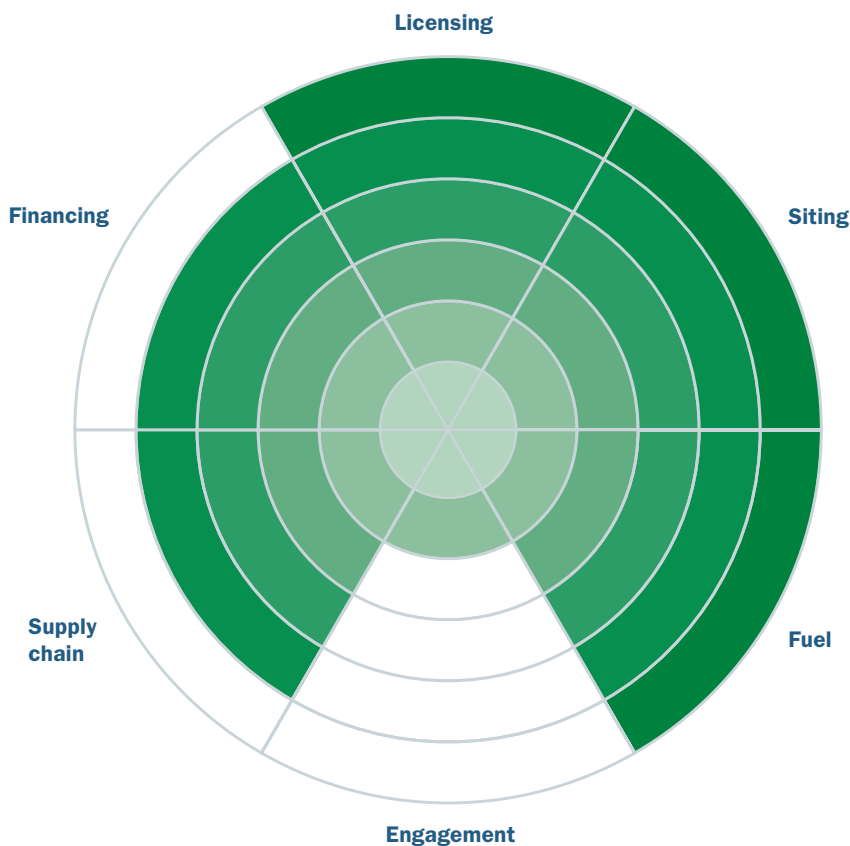 Licensing
Financing
Siting
Supply
chain
Fuel
Engagement